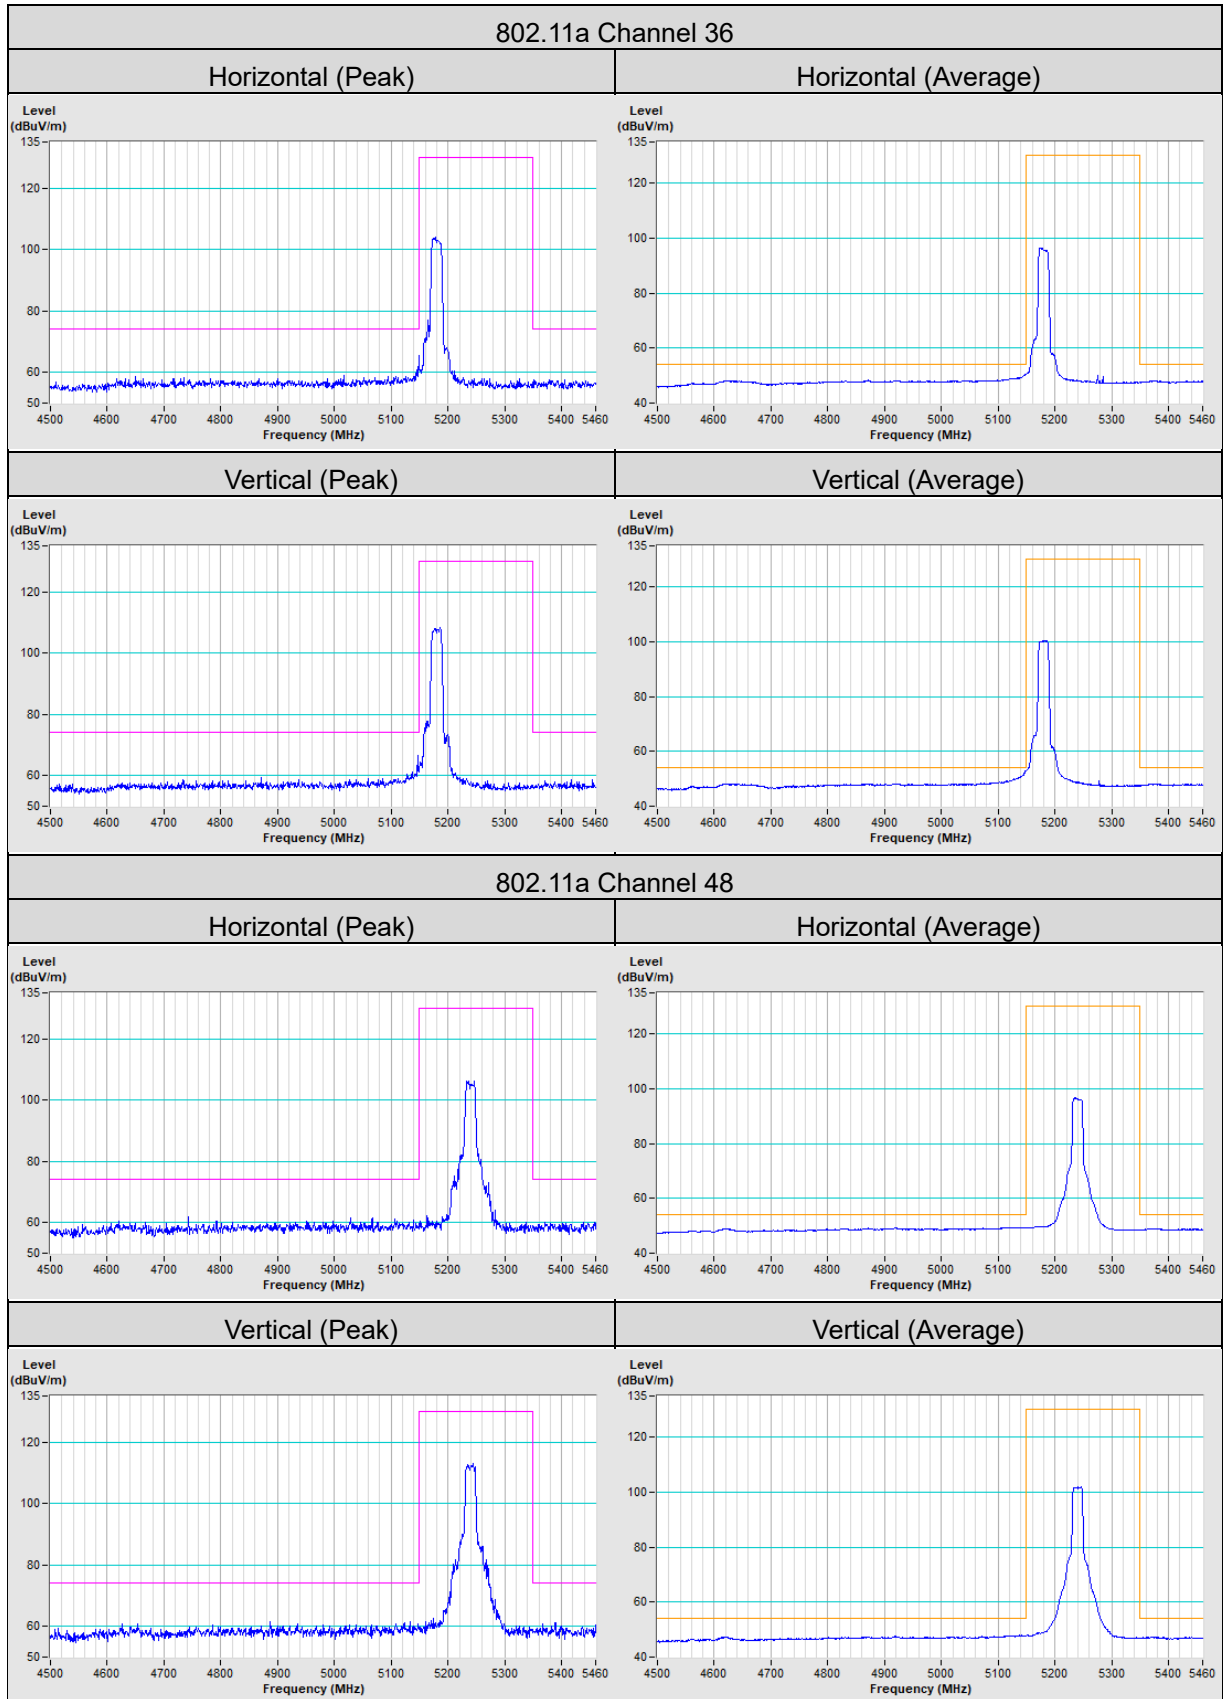 802.11a Channel 36
Horizontal (Peak) Horizontal (Average)
Level Level
(dBuV/m) (dBuV/m)
135 135
120 120
100 100
80 80
60 60
50 40
4500 4600 4700 4800 4900 5000 5100 5200 5300 5400 5460 4500 4600 4700 4800 4900 5000 5100 5200 5300 5400 5460
Frequency (MHz) Frequency (MHz)
Vertical (Peak) Vertical (Average)
Level Level
(dBuV/m) (dBuV/m)
135 135
120 120
100 100
80 80
60 60
50 40
4500 4600 4700 4800 4900 5000 5100 5200 5300 5400 5460 4500 4600 4700 4800 4900 5000 5100 5200 5300 5400 5460
Frequency (MHz) Frequency (MHz)
802.11a Channel 48
Horizontal (Peak) Horizontal (Average)
Level Level
(dBuV/m) (dBuV/m)
135 135
120 120
100 100
80 80
60 60
50 40
4500 4600 4700 4800 4900 5000 5100 5200 5300 5400 5460 4500 4600 4700 4800 4900 5000 5100 5200 5300 5400 5460
Frequency (MHz) Frequency (MHz)
Vertical (Peak) Vertical (Average)
Level Level
(dBuV/m) (dBuV/m)
135 135
120 120
100 100
80 80
60 60
50 40
4500 4600 4700 4800 4900 5000 5100 5200 5300 5400 5460 4500 4600 4700 4800 4900 5000 5100 5200 5300 5400 5460
Frequency (MHz) Frequency (MHz)